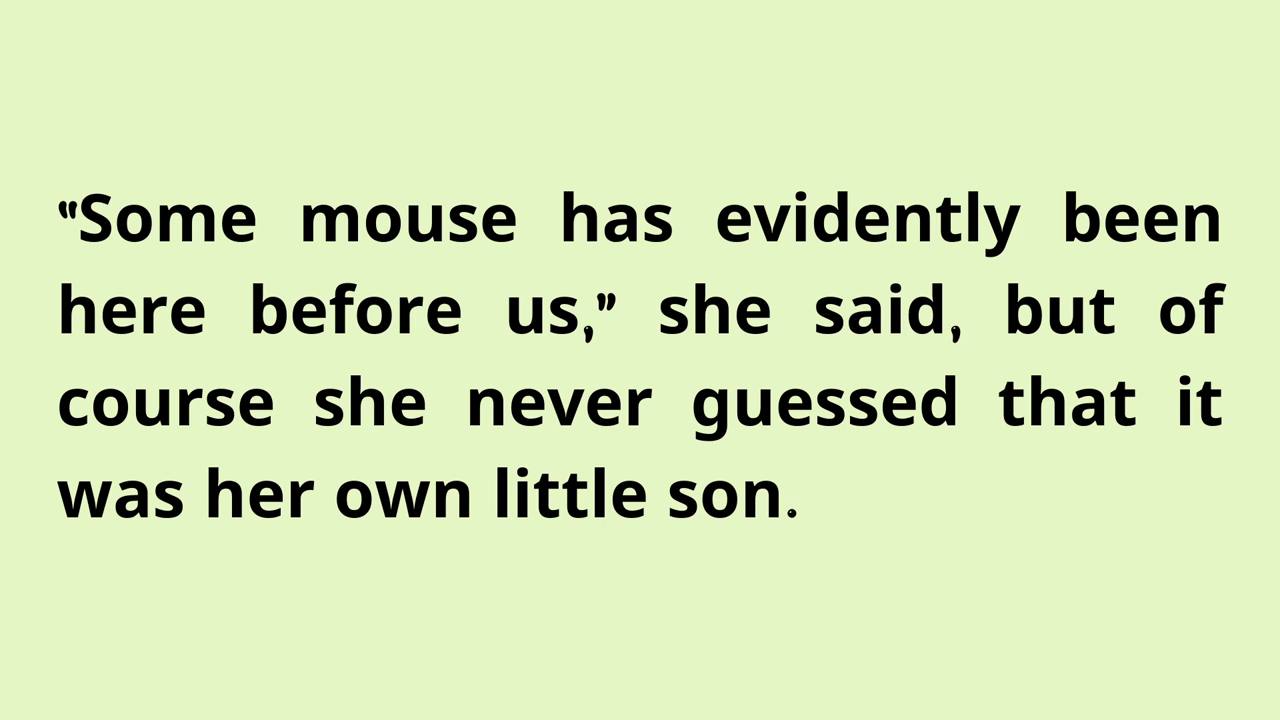 “Some mouse has evidently been
here before us,” she said, but of
course she never guessed that it
was her own little son.